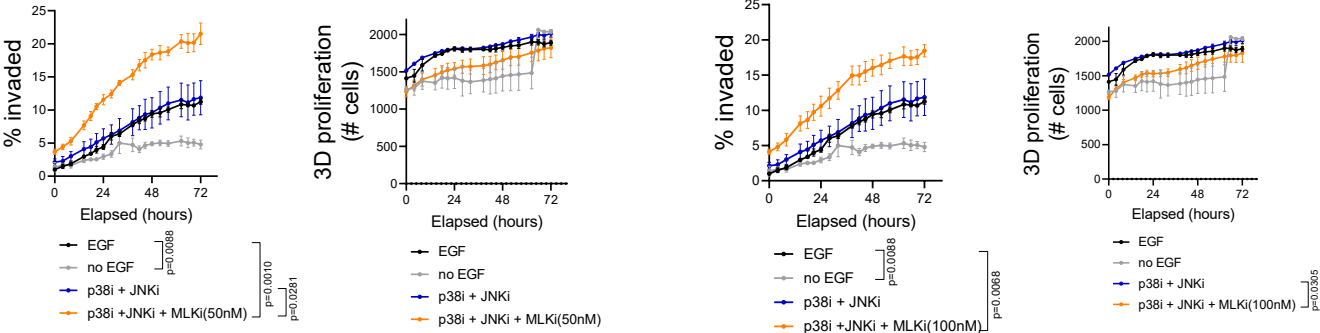 25
20
15
10
5
0
% invaded
0 24 48 72
Elapsed (hours)
EGF
no EGF
p38i + JNKi
p38i +JNKi + MLKi(50nM)
p=0.0088
p=0.0010
p=0.0281
2000
1500
1000
500
0
3D proliferation
(# cells)
0 24 48 72
Elapsed (hours)
EGF
no EGF
p38i + JNKi
p38i + JNKi + MLKi(50nM)
25
20
15
10
5
0
% invaded
0 24 48 72
Elapsed (hours)
EGF
no EGF
p38i + JNKi
p38i +JNKi + MLKi(100nM)
p=0.0088
p=0.0068
2000
1500
1000
500
0
3D proliferation
(# cells)
0 24 48 72
Elapsed (hours)
EGF
no EGF
p38i + JNKi
p38i + JNKi + MLKi(100nM)
p=0.0305